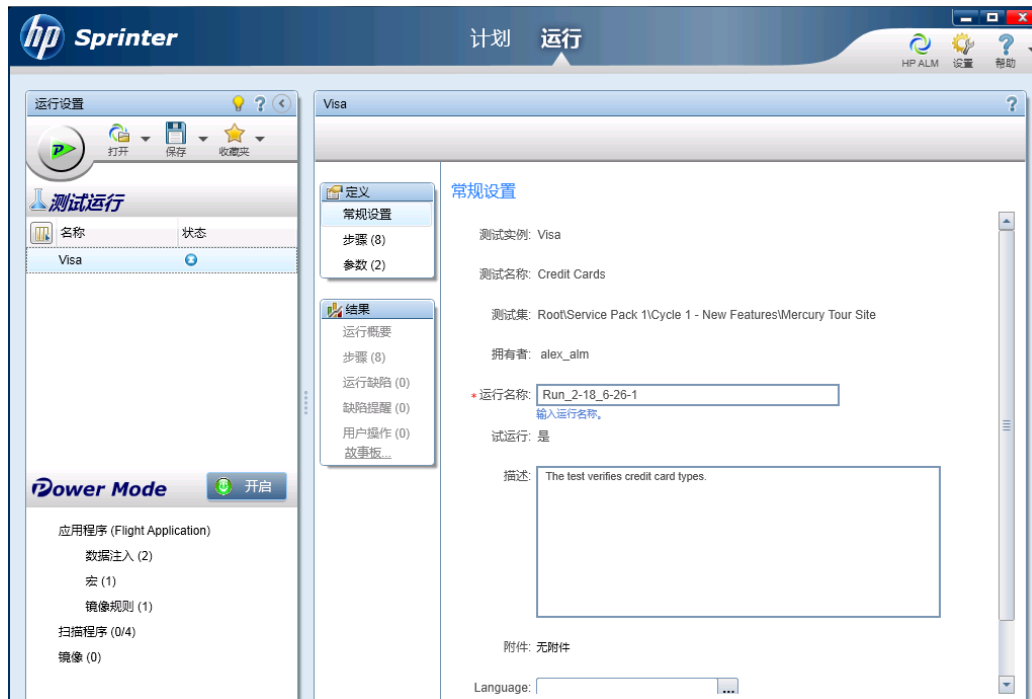 hp Sprinter
计划 运行
HP ALM 设置 帮助
运行设置
打开 保存 收藏夹
测试运行
名称 状态
Visa
Power Mode 开启
应用程序 (Flight Application)
数据注入 (2)
宏 (1)
镜像规则 (1)
扫描程序 (0/4)
镜像 (0)
Visa
定义
常规设置
步骤 (8)
参数 (2)
结果
运行概要
步骤 (8)
运行缺陷 (0)
缺陷提醒 (0)
用户操作 (0)
故事板...
常规设置
测试实例: Visa
测试名称: Credit Cards
测试集: Root\Service Pack 1\Cycle 1 - New Features\Mercury Tour Site
拥有者: alex_alm
*运行名称: Run_2-18_6-26-1
输入运行名称。
试运行: 是
描述: The test verifies credit card types.
附件: 无附件
Language: ...